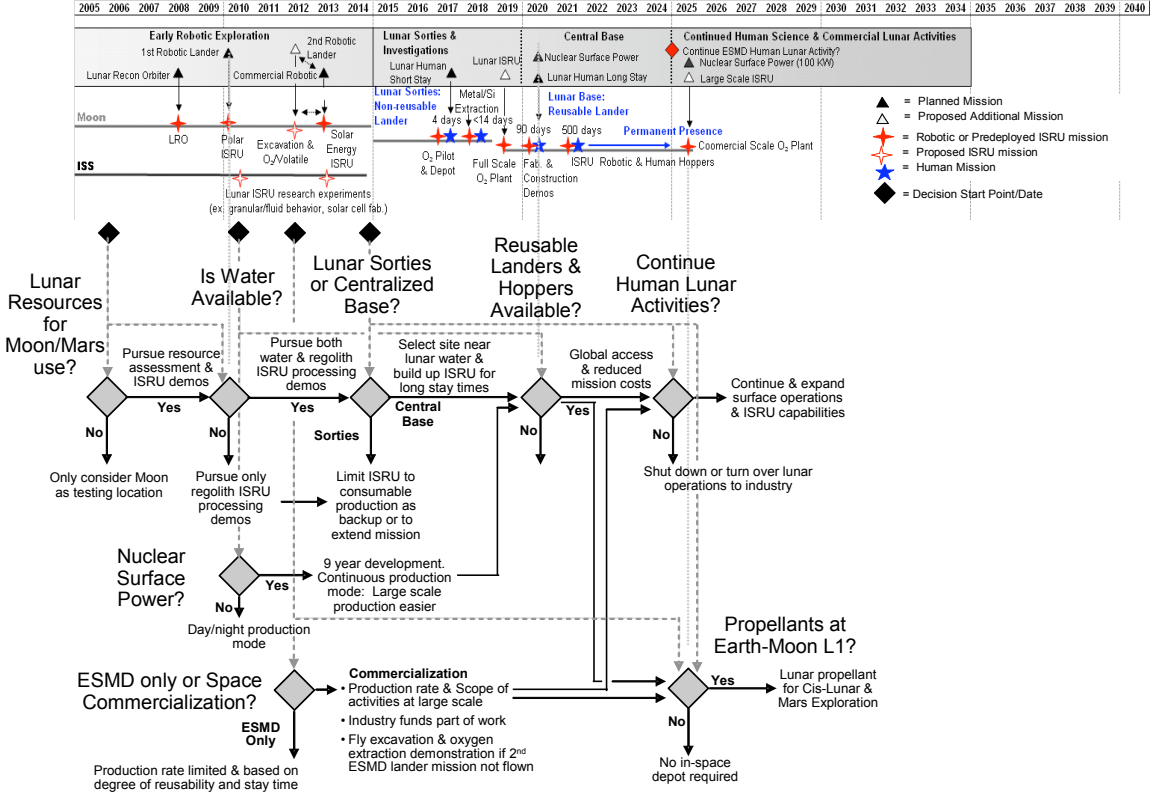 2005 2006 2007 2008 2010 2010 2011 2012 2013 2014 2015 2016 2017 2018 2019 2020 2021 2022 2023 2024 2025 2026 2027 2028 2029 2030 2031 2032 2033 2034 2035 2036 2037 2038 2039 2040
Early Robotic Exploration
1st Robotic Lander
2nd Robotic
Lander
Lunar Recon Orbiter
Commercial Robotic
Lunar Sorties &
Investigations
Lunar Human
Short Stay
Lunar ISRU
Central Base
Nuclear Surface Power
Lunar Human Long Stay
Continued Human Science & Commercial Lunar Activities
Continue ESMD Human Lunar Activity?
Nuclear Surface Power (100 KW)
Large Scale ISRU
Moon
LRO
Polar
ISRU
Excavation &
O₂/Volatile
Solar
Energy
ISRU
ISS
Lunar ISRU research experiments
(ex. granular/fluid behavior, solar cell fab.)
Lunar Sorties:
Non-reusable
Lander
Metal/Si
Extraction
4 days
<14 days
O₂ Pilot
& Depot
Full Scale
O₂ Plant
Lunar Base:
Reusable Lander
90 days
500 days
Permanent Presence
Fab. &
Construction
Demos
ISRU
Robotic & Human Hoppers
Coomercial Scale O₂ Plant
= Planned Mission
= Proposed Additional Mission
= Robotic or Predeployed ISRU mission
= Proposed ISRU mission
= Human Mission
= Decision Start Point/Date
Lunar
Resources
for
Moon/Mars
use?
Is Water
Available?
Lunar Sorties
or Centralized
Base?
Reusable
Landers &
Hoppers
Available?
Continue
Human Lunar
Activities?
Pursue resource
assessment &
ISRU demos
Yes
No
Only consider Moon
as testing location
Pursue both
water & regolith
ISRU processing
demos
Yes
No
Pursue only
regolith ISRU
processing
demos
Select site near
lunar water &
build up ISRU for
long stay times
Central
Base
Sorties
Limit ISRU to
consumable
production as
backup or to
extend mission
Global access
& reduced
mission costs
Yes
No
Continue & expand
surface operations
& ISRU capabilities
No
Shut down or turn over lunar
operations to industry
Nuclear
Surface
Power?
Yes
9 year development.
Continuous production
mode: Large scale
production easier
No
Day/night production
mode
ESMD only or Space
Commercialization?
Commercialization
• Production rate & Scope of
activities at large scale
• Industry funds part of work
• Fly excavation & oxygen
extraction demonstration if 2nd
ESMD lander mission not flown
ESMD
Only
Production rate limited & based on
degree of reusability and stay time
Propellants at
Earth-Moon L1?
Yes
Lunar propellant
for Cis-Lunar &
Mars Exploration
No
No in-space
depot required